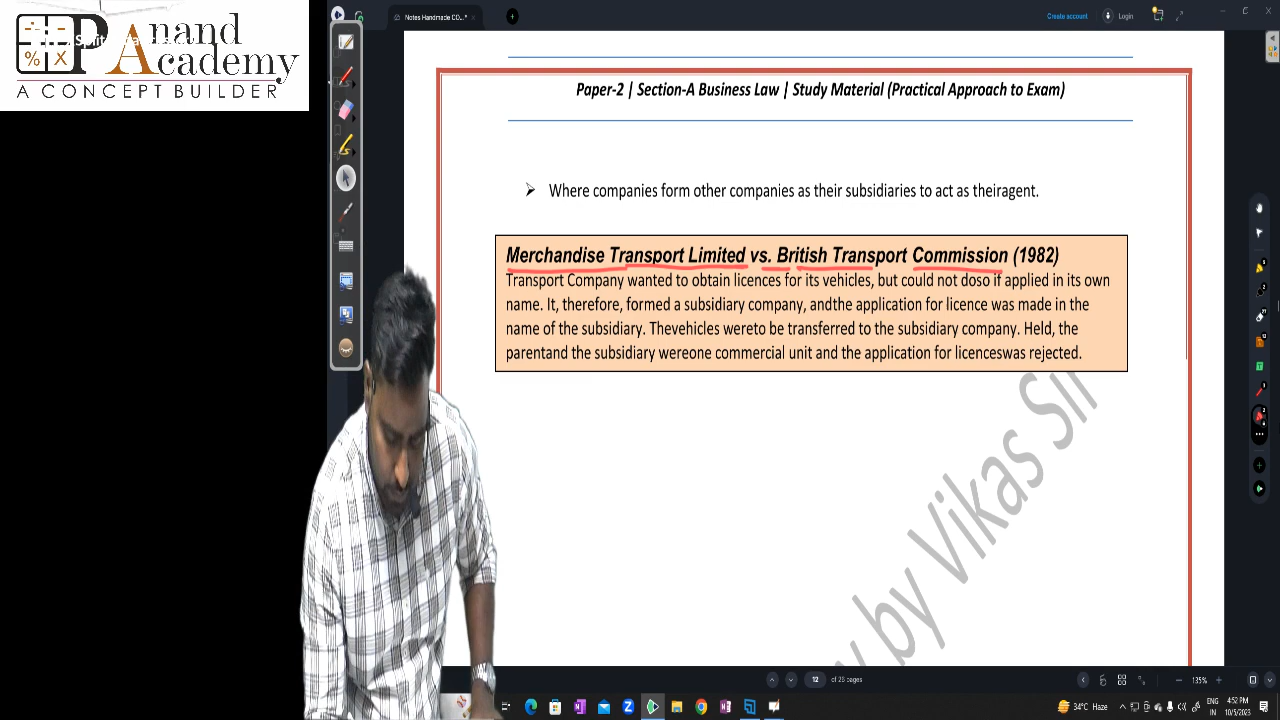 Anand
Academy
A CONCEPT BUILDER
Notes Handmade CO...*
Create account
Login
Paper-2 | Section-A Business Law | Study Material (Practical Approach to Exam)
➢ Where companies form other companies as their subsidiaries to act as theiragent.
Merchandise Transport Limited vs. British Transport Commission (1982)
Transport Company wanted to obtain licences for its vehicles, but could not doso if applied in its own
name. It, therefore, formed a subsidiary company, andthe application for licence was made in the
name of the subsidiary. Thevehicles wereto be transferred to the subsidiary company. Held, the
parentand the subsidiary wereone commercial unit and the application for licenceswas rejected.
by Vikas Sir
12 of 26 pages
135%
34°C Haze
ENG
IN
4:52 PM
10/5/2023